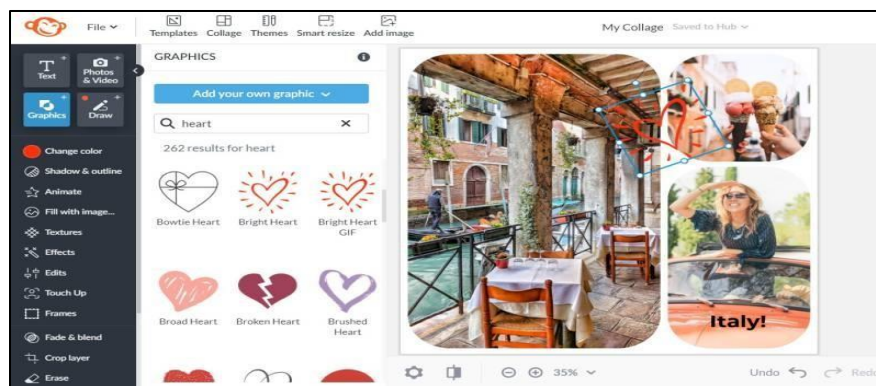 File
Templates Collage Themes Smart resize Add image
My Collage Saved to Hub
Text
Photos
& Video
Graphics
Draw
Change color
Shadow & outline
Animate
Fill with image...
Textures
Effects
Edits
Touch Up
Frames
Fade & blend
Crop layer
Erase
GRAPHICS
Add your own graphic
heart
262 results for heart
Bowtie Heart
Bright Heart
Bright Heart
GIF
Broad Heart
Broken Heart
Brushed
Heart
Italy!
35%
Undo
Redo